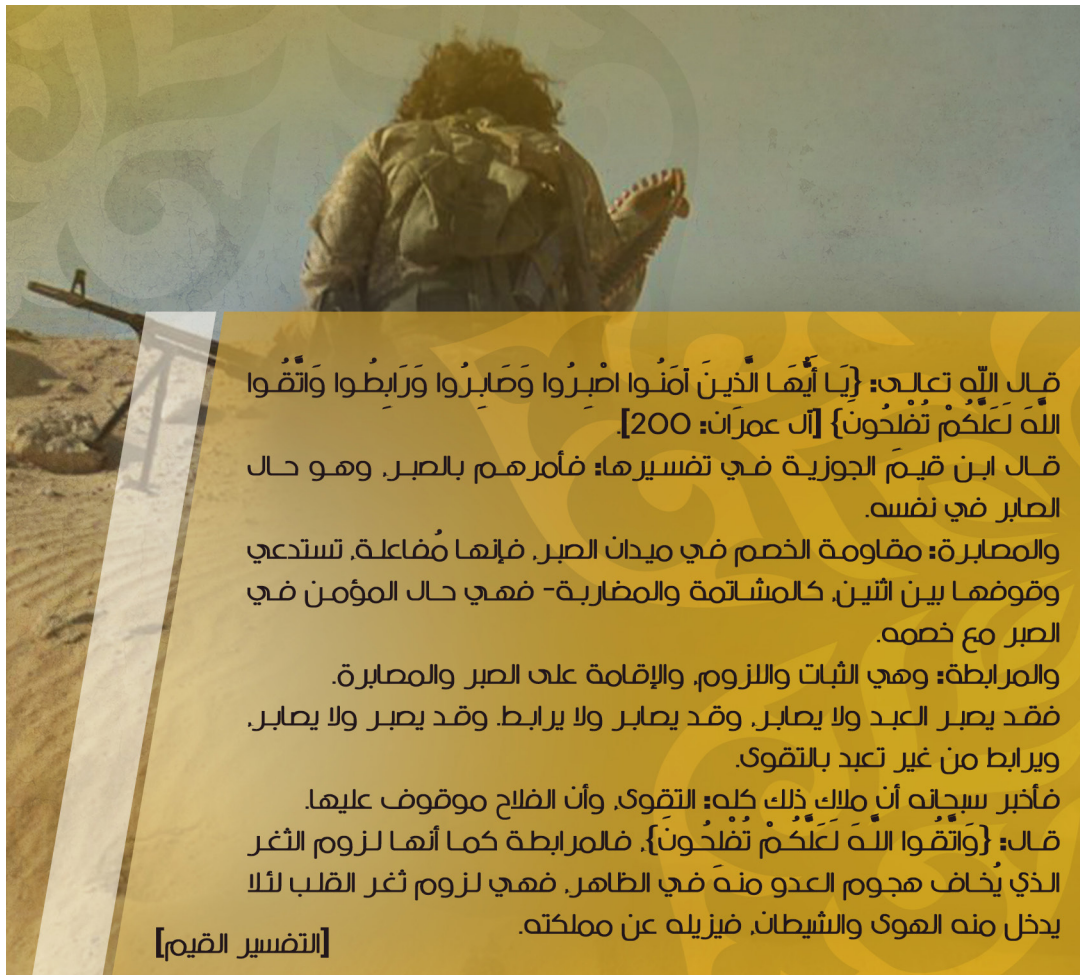 قال اللّه تعالى: {يَا أَيُّهَا الَّذِينَ آمَنُوا اصْبِرُوا وَصَابِرُوا وَرَابِطُوا وَاتَّقُوا
اللَّهَ لَعَلَّكُمْ تُفْلِحُونَ} [آل عمران: 200].
قال ابن قيم الجوزية في تفسيرها: فأمرهم بالصبر، وهو حال
الصابر في نفسه.
والمصابرة: مقاومة الخصم في ميدان الصبر، فإنها مُفاعلة، تستدعي
وقوفها بين اثنين، كالمشاتمة والمضاربة- فهي حال المؤمن في
الصبر مع خصمه.
والمرابطة: وهي الثبات واللزوم، والإقامة على الصبر والمصابرة.
فقد يصبر العبد ولا يصابر، وقد يصابر ولا يرابط. وقد يصبر ولا يصابر،
ويرابط من غير تعبد بالتقوى.
فأخبر سبحانه أن ملاك ذلك كله: التقوى، وأن الفلاح موقوف عليها.
قال: {وَاتَّقُوا اللَّهَ لَعَلَّكُمْ تُفْلِحُونَ}، فالمرابطة كما أنها لزوم الثغر
الذي يُخاف هجوم العدو منه في الظاهر، فهي لزوم ثغر القلب لئلا
يدخل منه الهوى والشيطان، فيزيله عن مملكته.
[التفسير القيم]